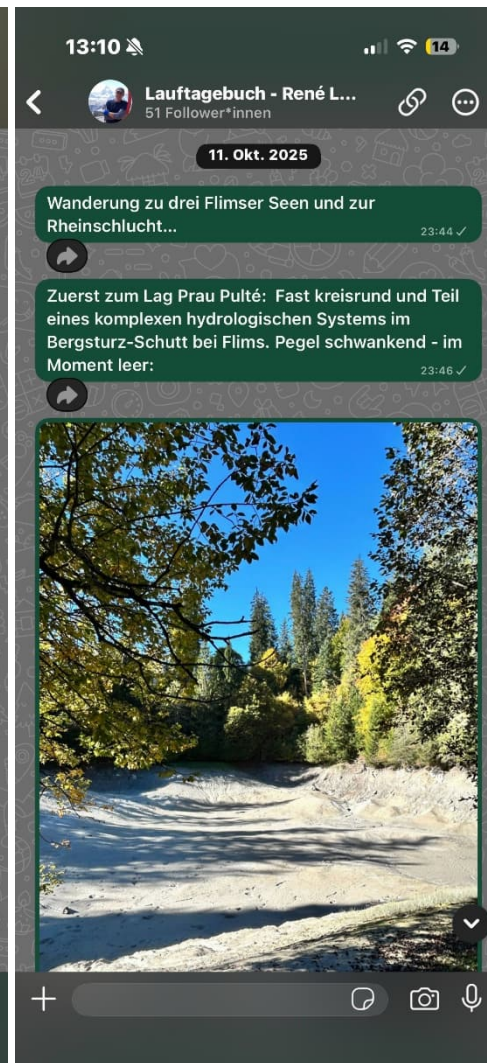 13:10
14
Lauftagebuch - René L...
51 Follower*innen
11. Okt. 2025
Wanderung zu drei Flimser Seen und zur
Rheinschlucht...
23:44
Zuerst zum Lag Prau Pulté: Fast kreisrund und Teil
eines komplexen hydrologischen Systems im
Bergsturz-Schutt bei Flims. Pegel schwankend - im
Moment leer:
23:46